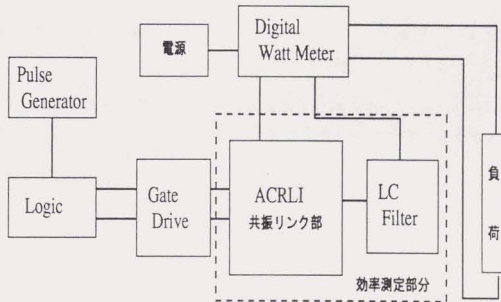 電源
Digital
Watt Meter
Pulse
Generator
Logic
Gate
Drive
ACRLI
共振リンク部
LC
Filter
負
荷
効率測定部分